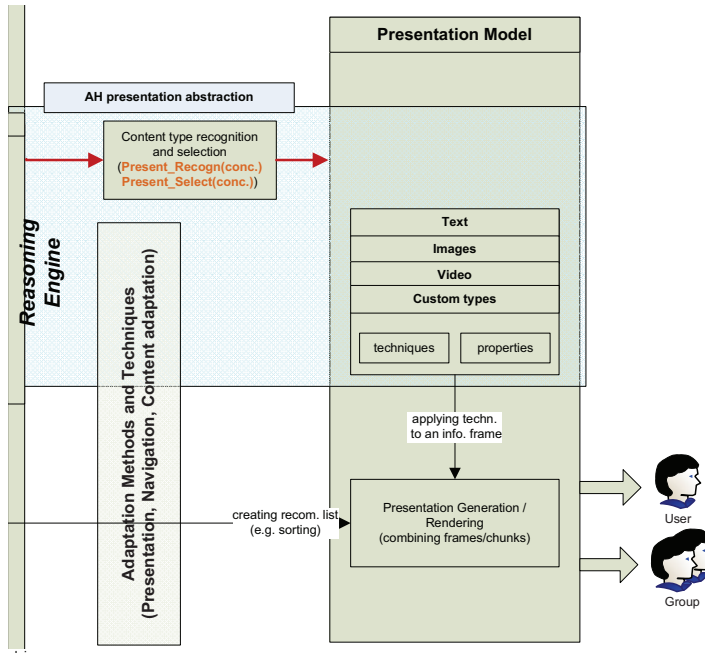 Presentation Model
AH presentation abstraction
Content type recognition
and selection
(Present_Recogn(conc.)
Present_Select(conc.))
Reasoning
Engine
Adaptation Methods and Techniques
(Presentation, Navigation, Content adaptation)
Text
Images
Video
Custom types
techniques
properties
applying techn.
to an info. frame
creating recom. list
(e.g. sorting)
Presentation Generation /
Rendering
(combining frames/chunks)
User
Group